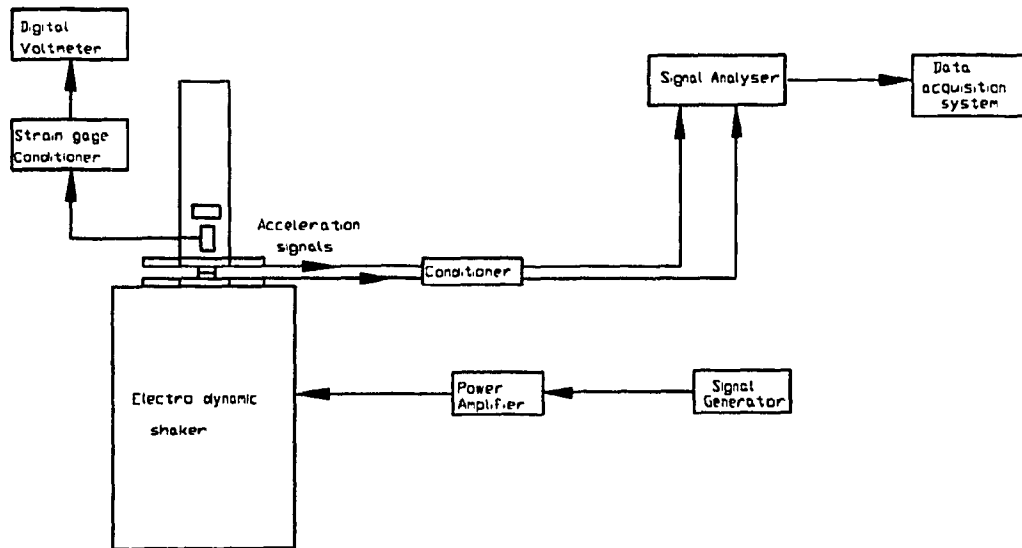 Digital
Voltmeter
Strain gage
Conditioner
Acceleration
signals
Conditioner
Signal Analyser
Data
acquisition
system
Electro dynamic
shaker
Power
Amplifier
Signal
Generator